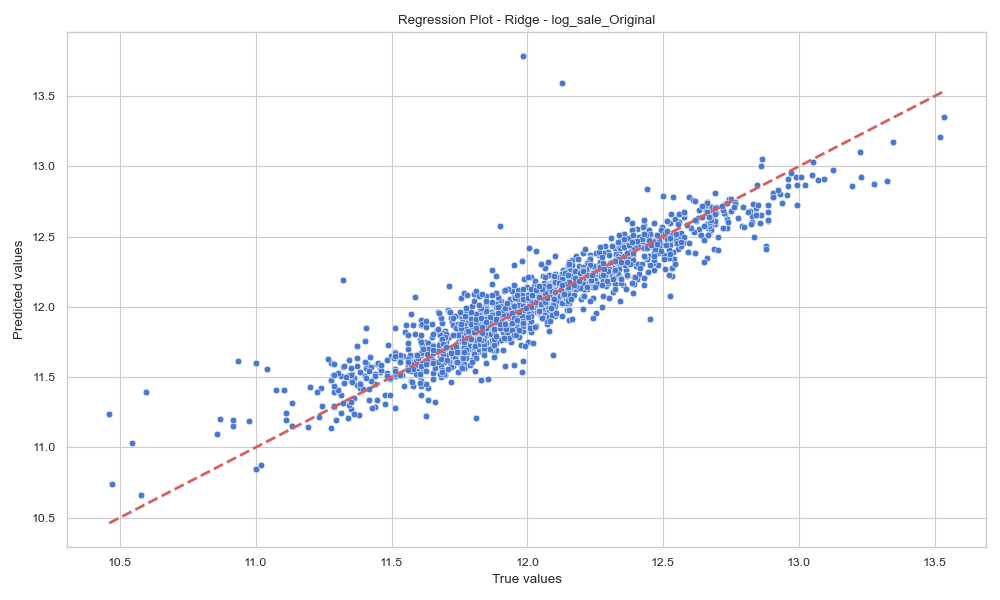 Regression Plot - Ridge - log_sale_Original
Predicted values
13.5
13.0
12.5
12.0
11.5
11.0
10.5
10.5 11.0 11.5 12.0 12.5 13.0 13.5
True values